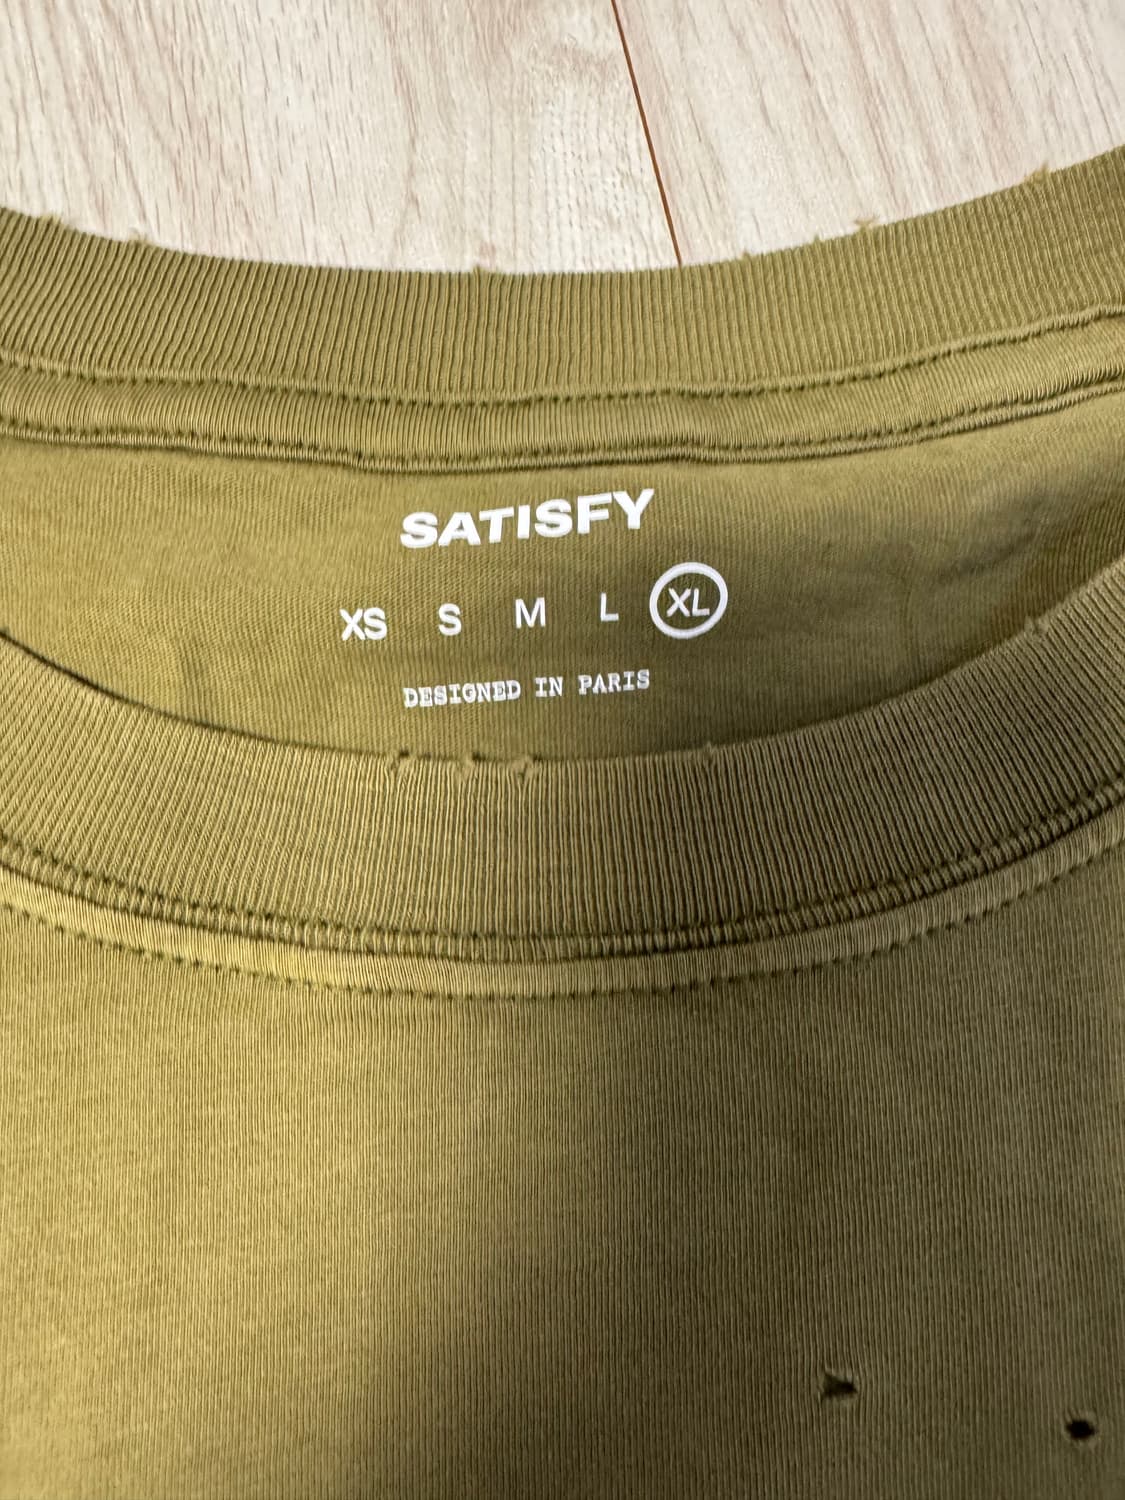 SATISFY
XS S M L XL
DESIGNED IN PARIS